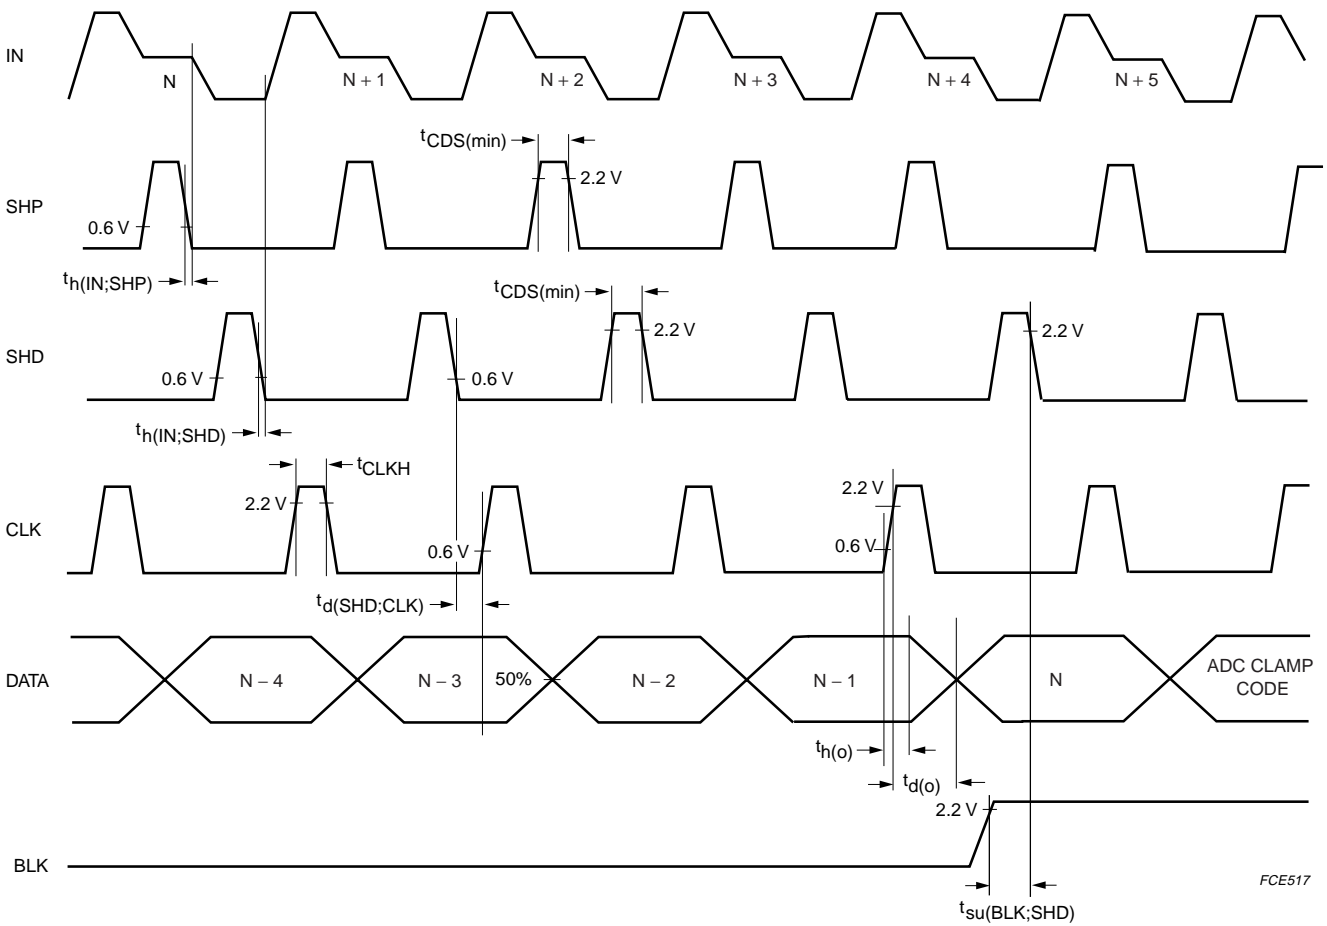 IN
N
N + 1
N + 2
N + 3
N + 4
N + 5
tCDS(min)
2.2 V
SHP
0.6 V
th(IN;SHP)
tCDS(min)
2.2 V
2.2 V
SHD
0.6 V
0.6 V
th(IN;SHD)
tCLKH
2.2 V
2.2 V
CLK
0.6 V
0.6 V
td(SHD;CLK)
DATA
N – 4
N – 3
50%
N – 2
N – 1
N
ADC CLAMP
CODE
th(o)
td(o)
2.2 V
BLK
FCE517
tsu(BLK;SHD)